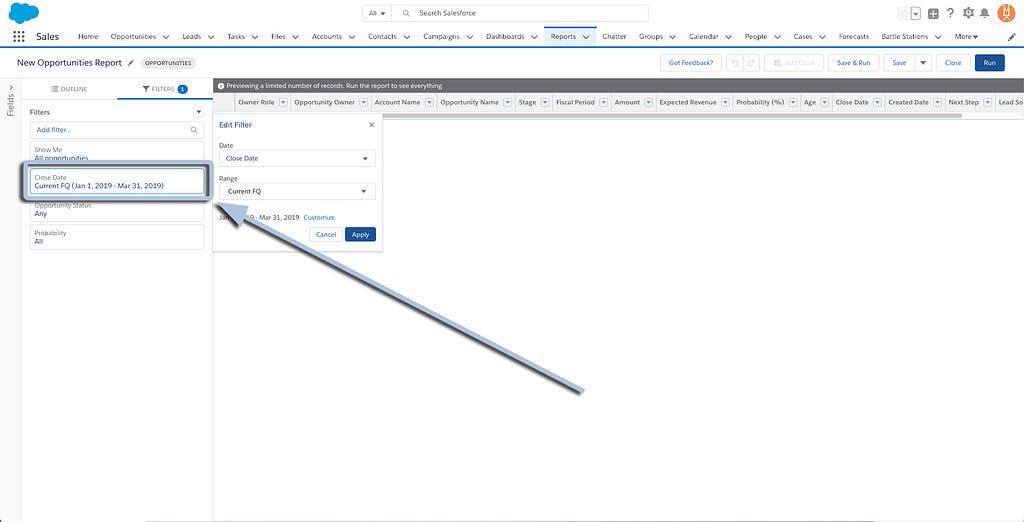 All
Search Salesforce
Sales
Home Opportunities Leads Tasks Files Accounts Contacts Campaigns Dashboards Reports Chatter Groups Calendar People Cases Forecasts Battle Stations More
New Opportunities Report OPPORTUNITIES
Got Feedback? Add Chart Save & Run Save Close Run
Fields
OUTLINE FILTERS 1
Previewing a limited number of records. Run the report to see everything.
Owner Role Opportunity Owner Account Name Opportunity Name Stage Fiscal Period Amount Expected Revenue Probability (%) Age Close Date Created Date Next Step Lead So
Filters
Add filter...
Show Me
All opportunities
Close Date
Current FQ (Jan 1, 2019 - Mar 31, 2019)
Opportunity Status
Any
Probability
All
Edit Filter
Date
Close Date
Range
Current FQ
- Mar 31, 2019 Customize
Cancel Apply